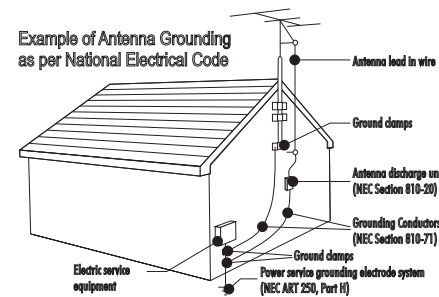 Example of Antenna Grounding
as per National Electrical Code
Antenna lead in wire
Ground clamps
Antenna discharge un
(NEC Section 810-20)
Grounding Conductors
(NEC Section 810-71)
Ground clamps
Power service grounding electrode system
(NEC ART 250, Part H)
Electric service
equipment